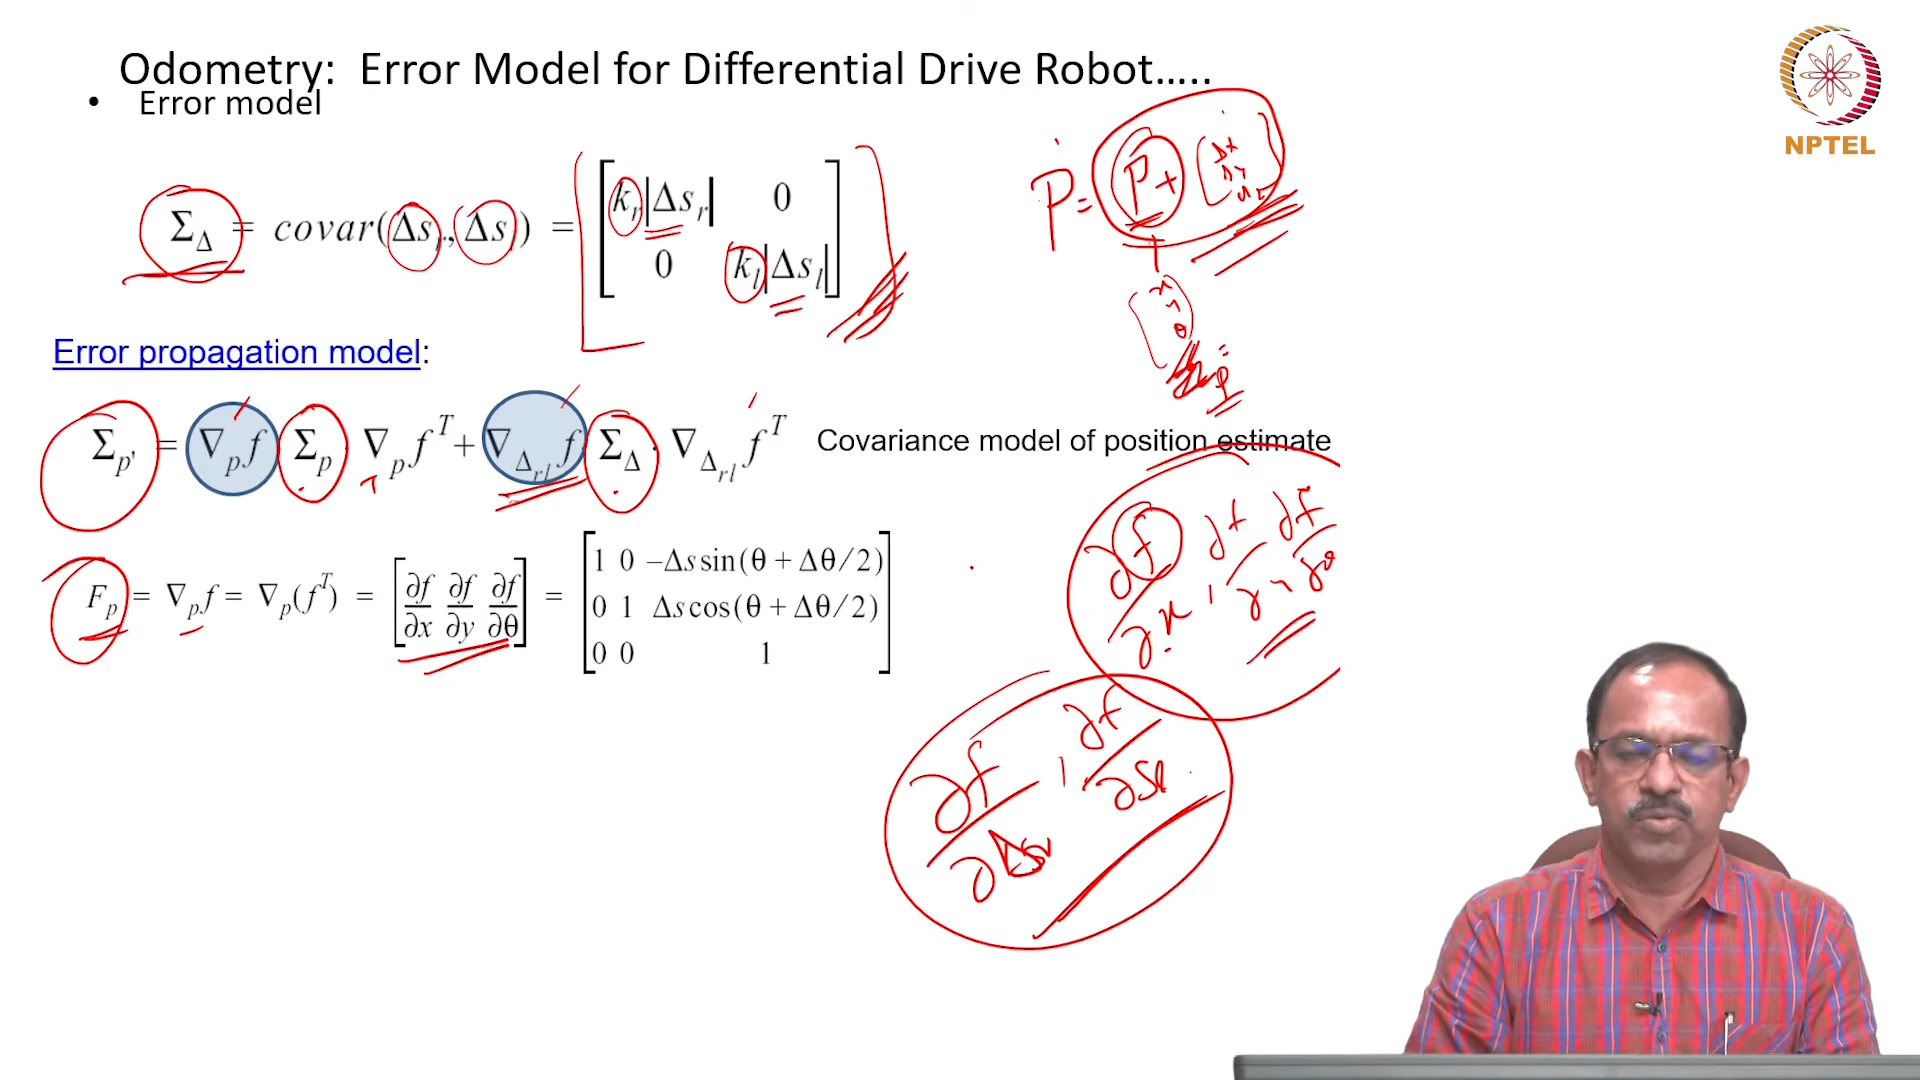 Odometry: Error Model for Differential Drive Robot…..
• Error model
NPTEL
Σ_Δ = covar(Δs_r, Δs_l) = [ k_r|Δs_r| 0
0 k_l|Δs_l| ]
Error propagation model:
Σ_p' = ∇_p f Σ_p ∇_p f^T + ∇_Δrl f Σ_Δ · ∇_Δrl f^T Covariance model of position estimate
F_p = ∇_p f = ∇_p(f^T) = [ ∂f/∂x ∂f/∂y ∂f/∂θ ] = [ 1 0 −Δs sin(θ + Δθ/2)
0 1 Δs cos(θ + Δθ/2)
0 0 1 ]
∂f/∂x , ∂f/∂y ∂f/∂θ
∂f/∂Δsr , ∂f/∂sl